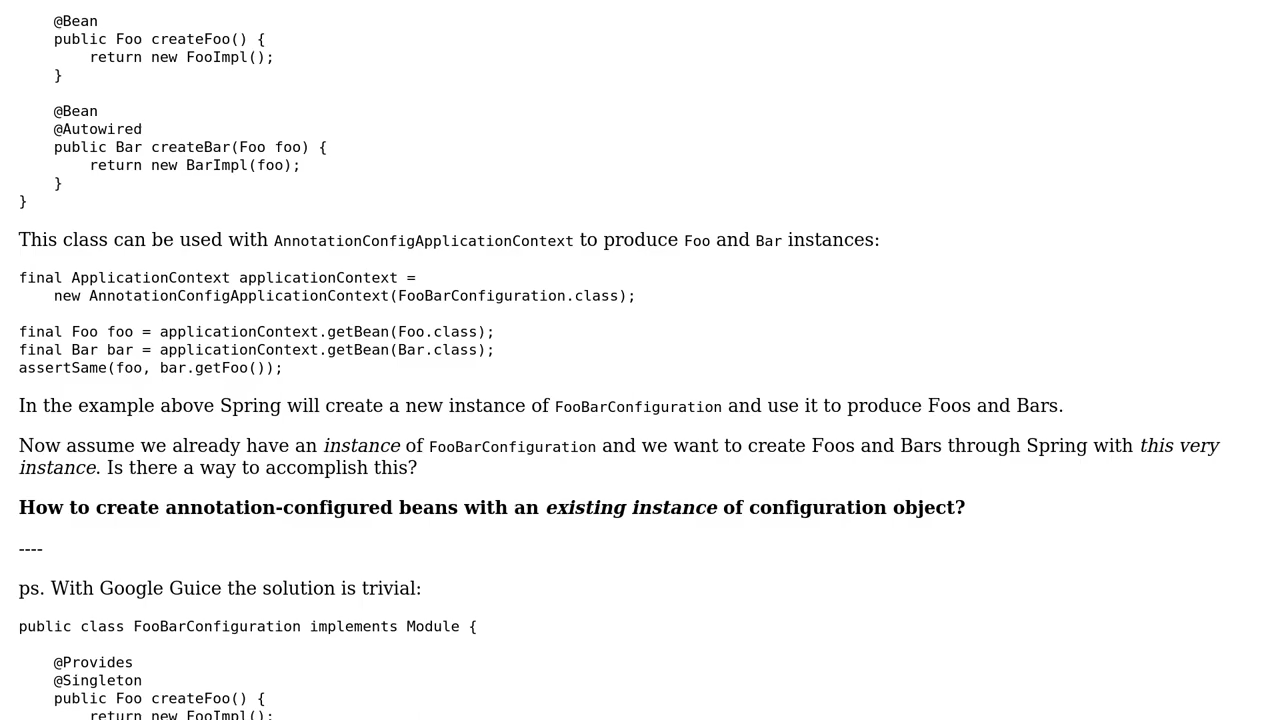 @Bean
    public Foo createFoo() {
        return new FooImpl();
    }

    @Bean
    @Autowired
    public Bar createBar(Foo foo) {
        return new BarImpl(foo);
    }
}
This class can be used with AnnotationConfigApplicationContext to produce Foo and Bar instances:
final ApplicationContext applicationContext =
    new AnnotationConfigApplicationContext(FooBarConfiguration.class);

final Foo foo = applicationContext.getBean(Foo.class);
final Bar bar = applicationContext.getBean(Bar.class);
assertSame(foo, bar.getFoo());
In the example above Spring will create a new instance of FooBarConfiguration and use it to produce Foos and Bars.
Now assume we already have an instance of FooBarConfiguration and we want to create Foos and Bars through Spring with this very
instance. Is there a way to accomplish this?
How to create annotation-configured beans with an existing instance of configuration object?
----
ps. With Google Guice the solution is trivial:
public class FooBarConfiguration implements Module {

    @Provides
    @Singleton
    public Foo createFoo() {
        return new FooImpl();